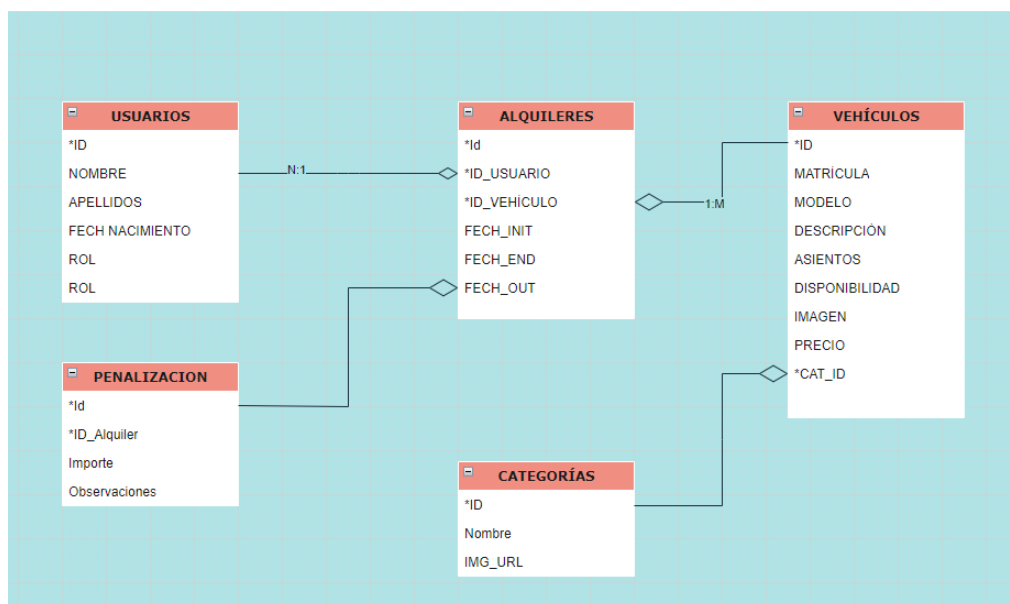 USUARIOS
*ID
NOMBRE
APELLIDOS
FECH NACIMIENTO
ROL
ROL
N:1
ALQUILERES
*Id
*ID_USUARIO
*ID_VEHÍCULO
FECH_INIT
FECH_END
FECH_OUT
1:M
VEHÍCULOS
*ID
MATRÍCULA
MODELO
DESCRIPCIÓN
ASIENTOS
DISPONIBILIDAD
IMAGEN
PRECIO
*CAT_ID
PENALIZACION
*Id
*ID_Alquiler
Importe
Observaciones
CATEGORÍAS
*ID
Nombre
IMG_URL